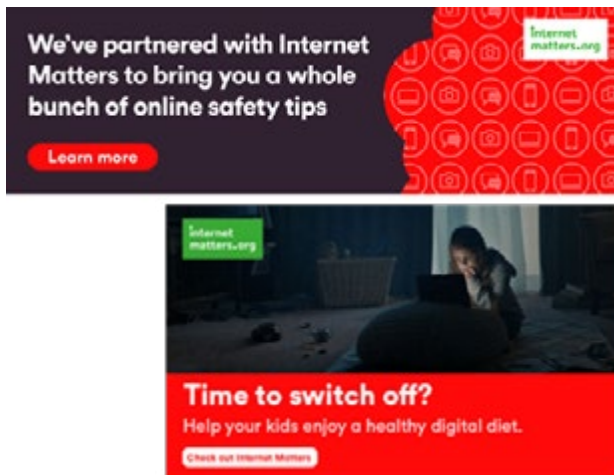 We've partnered with Internet
Matters to bring you a whole
bunch of online safety tips
Learn more
internet
matters.org
internet
matters.org
Time to switch off?
Help your kids enjoy a healthy digital diet.
Check out Internet Matters